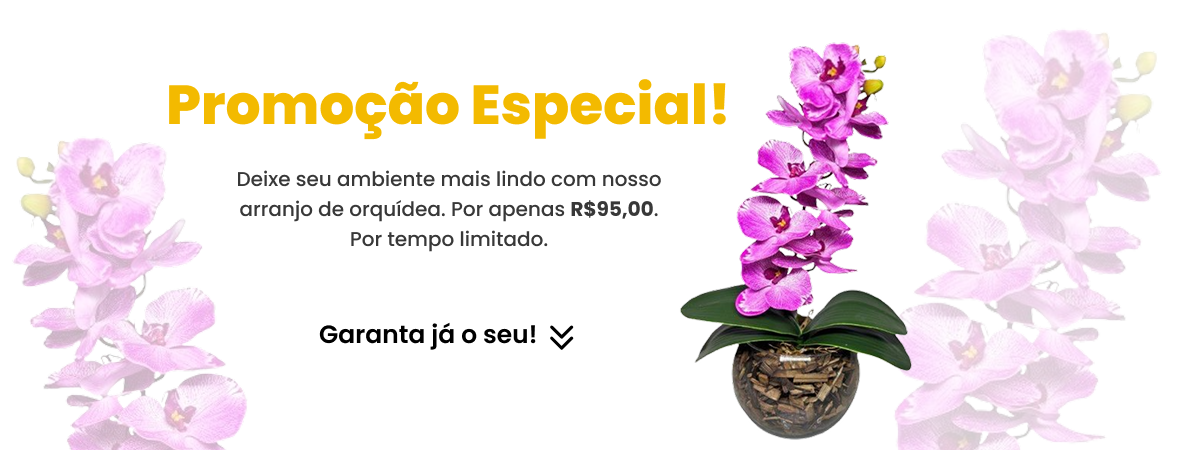 Promoção Especial!
Deixe seu ambiente mais lindo com nosso
arranjo de orquídea. Por apenas R$95,00.
Por tempo limitado.
Garanta já o seu!